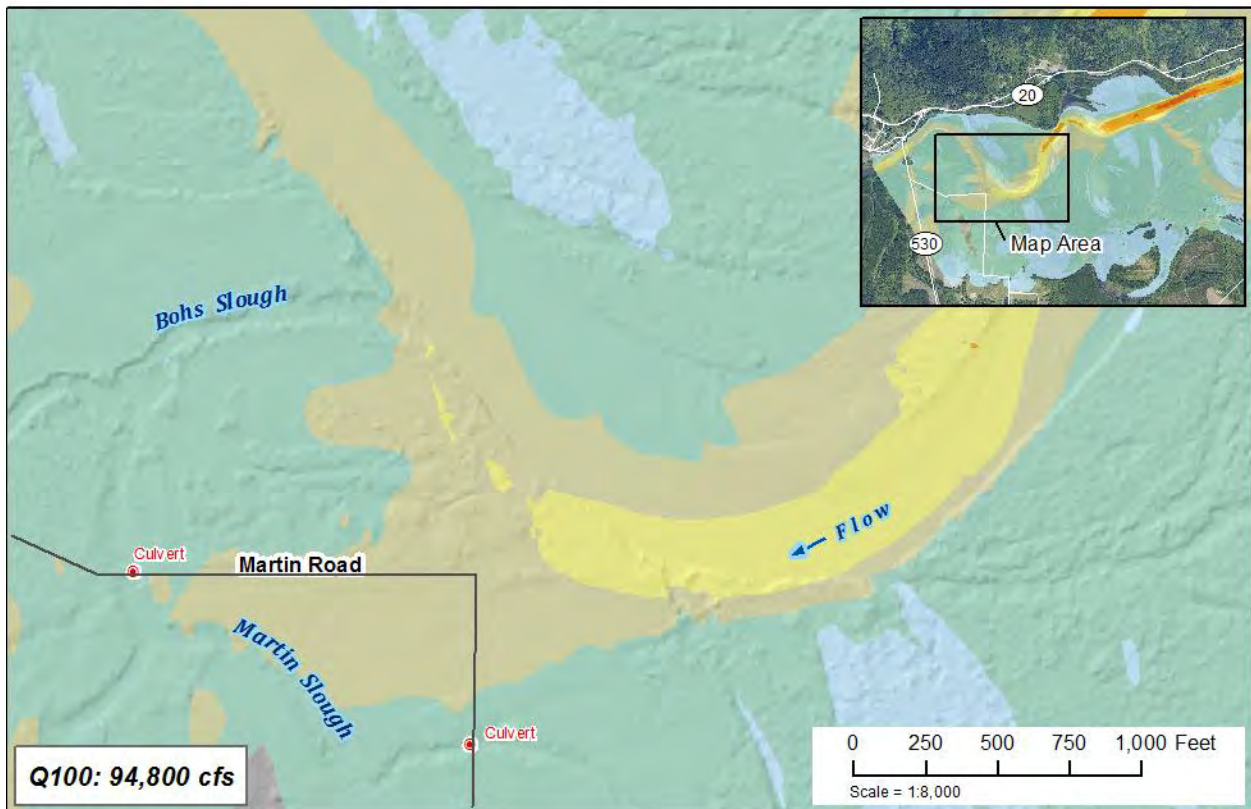 20
530
Map Area
Bohs Slough
Flow
Culvert
Martin Road
Martin Slough
Culvert
Q100: 94,800 cfs
0 250 500 750 1,000 Feet
Scale = 1:8,000